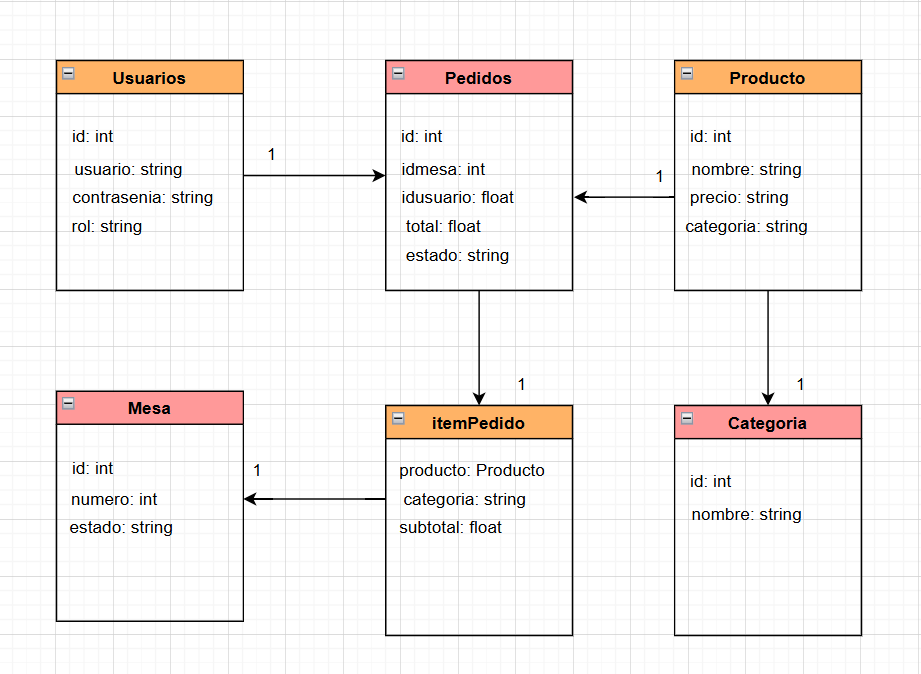 Usuarios
id: int
usuario: string
contrasenia: string
rol: string
1
Pedidos
id: int
idmesa: int
idusuario: float
total: float
estado: string
1
Producto
id: int
nombre: string
precio: string
categoria: string
Mesa
id: int
numero: int
estado: string
1
1
itemPedido
producto: Producto
categoria: string
subtotal: float
1
Categoria
id: int
nombre: string